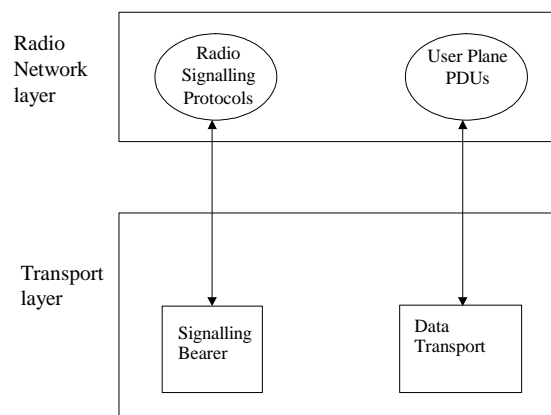 Radio
Network
layer
Radio
Signalling
Protocols
User Plane
PDUs
Transport
layer
Signalling
Bearer
Data
Transport